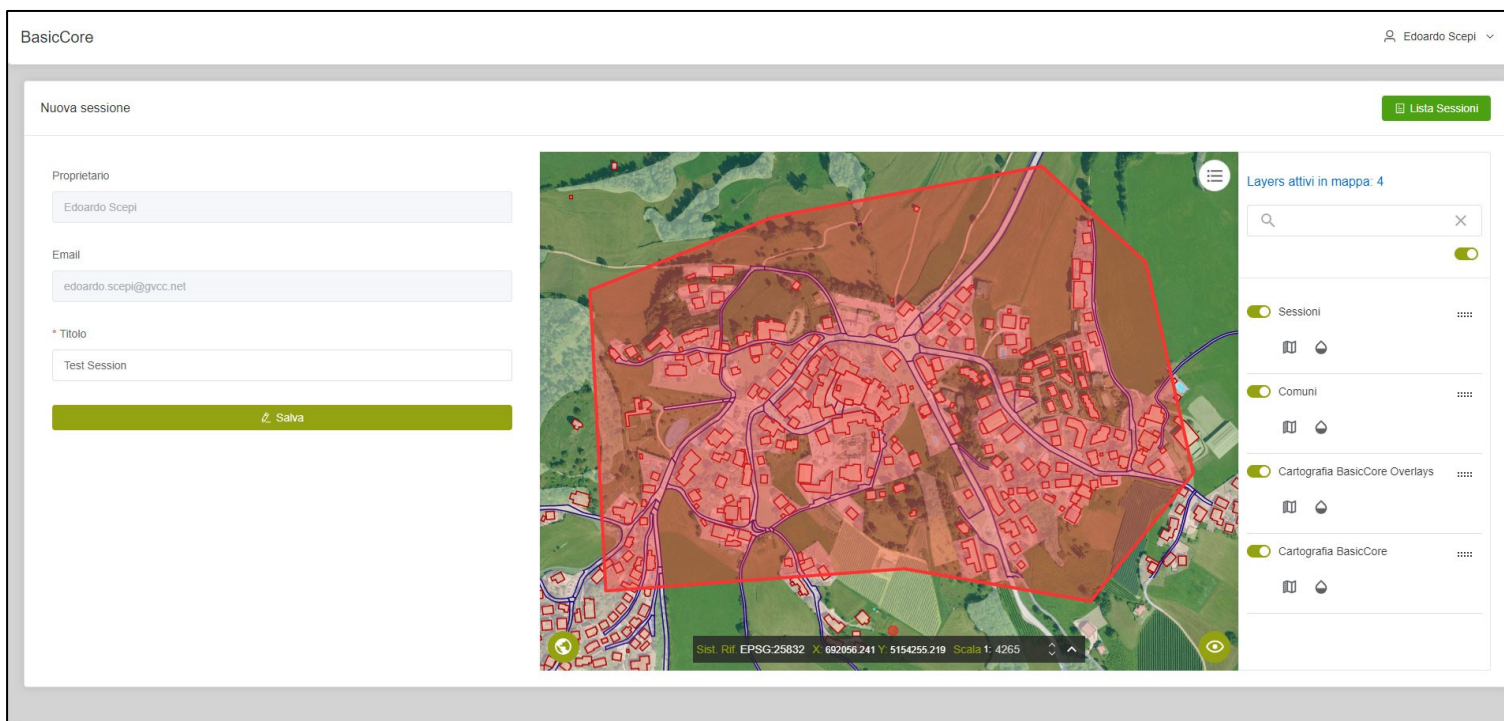 BasicCore
Edoardo Scepi
Nuova sessione
Lista Sessioni
Proprietario
Edoardo Scepi
Email
edoardo.scepi@gvcc.net
* Titolo
Test Session
Salva
Sist. Rif. EPSG:25832 X: 692056.241 Y: 5154255.219 Scala 1: 4265
Layers attivi in mappa: 4
Sessioni
Comuni
Cartografia BasicCore Overlays
Cartografia BasicCore